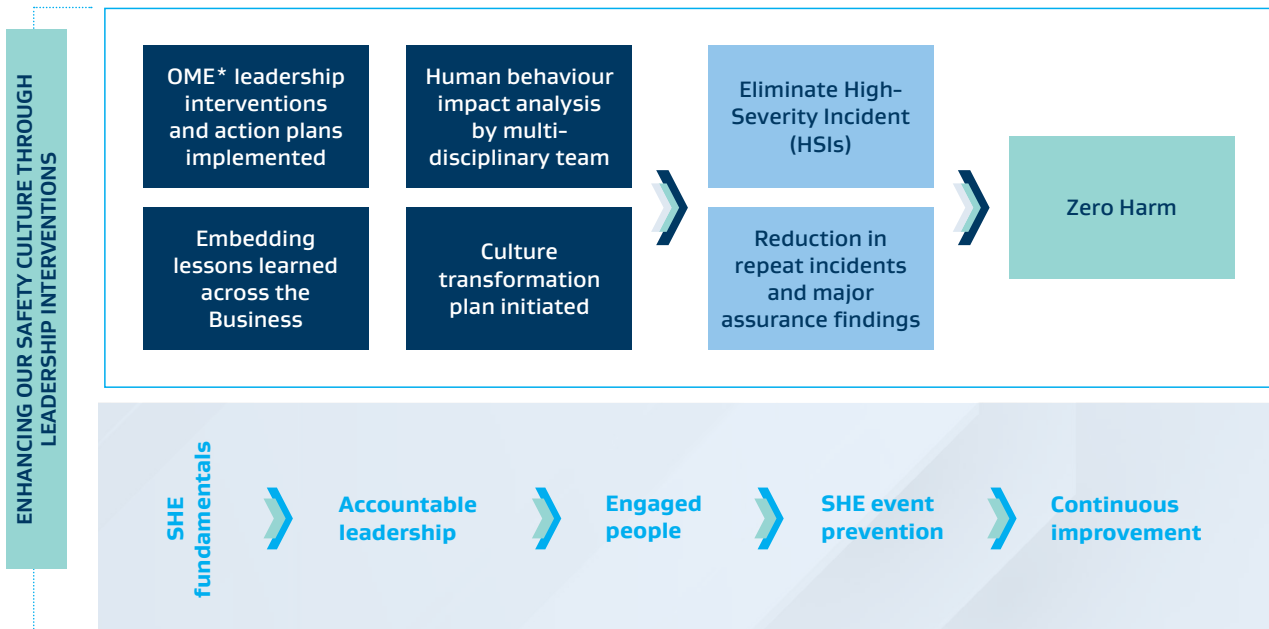 ENHANCING OUR SAFETY CULTURE THROUGH
LEADERSHIP INTERVENTIONS
OME* leadership
interventions
and action plans
implemented
Human behaviour
impact analysis
by multi-
disciplinary team
Eliminate High-
Severity Incident
(HSIs)
Zero Harm
Embedding
lessons learned
across the
Business
Culture
transformation
plan initiated
Reduction in
repeat incidents
and major
assurance findings
SHE
fundamentals
Accountable
leadership
Engaged
people
SHE event
prevention
Continuous
improvement